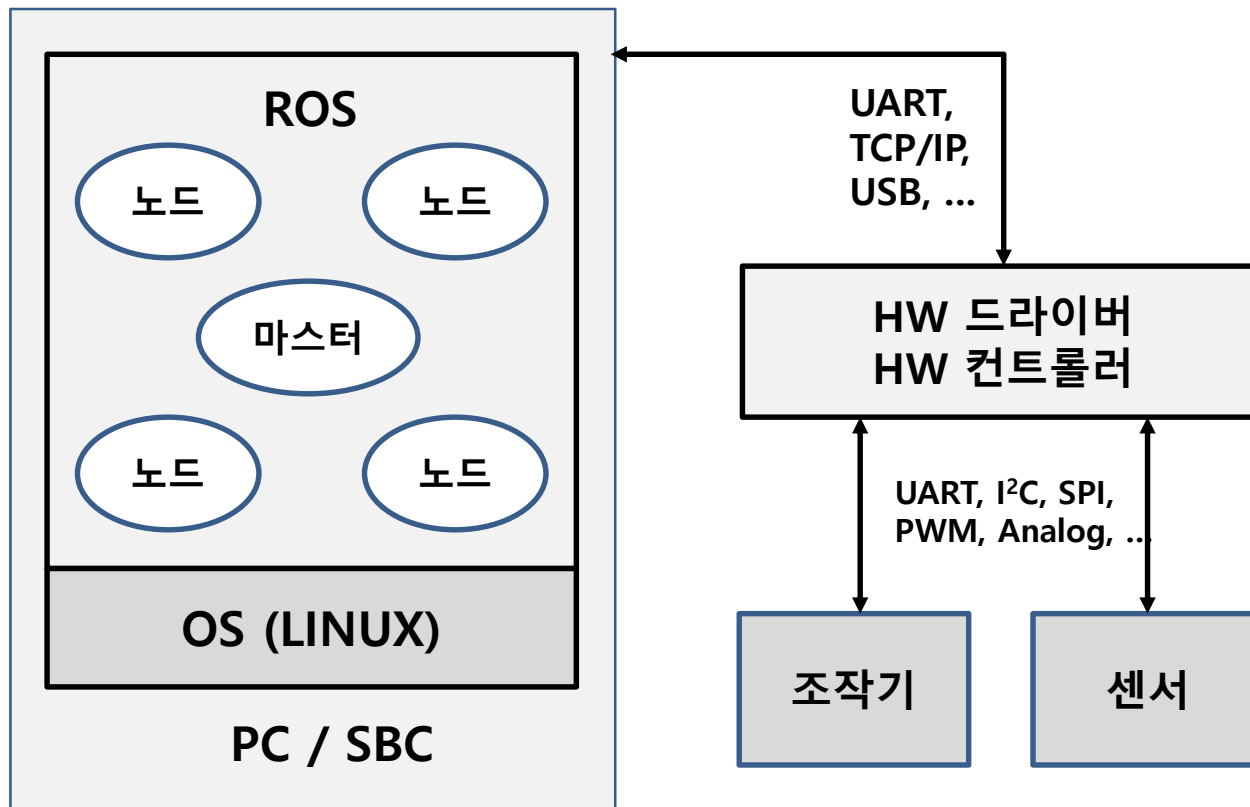 ROS
노드
노드
마스터
노드
노드
OS (LINUX)
PC / SBC
UART,
TCP/IP,
USB, ...
HW 드라이버
HW 컨트롤러
UART, I²C, SPI,
PWM, Analog, ...
조작기
센서